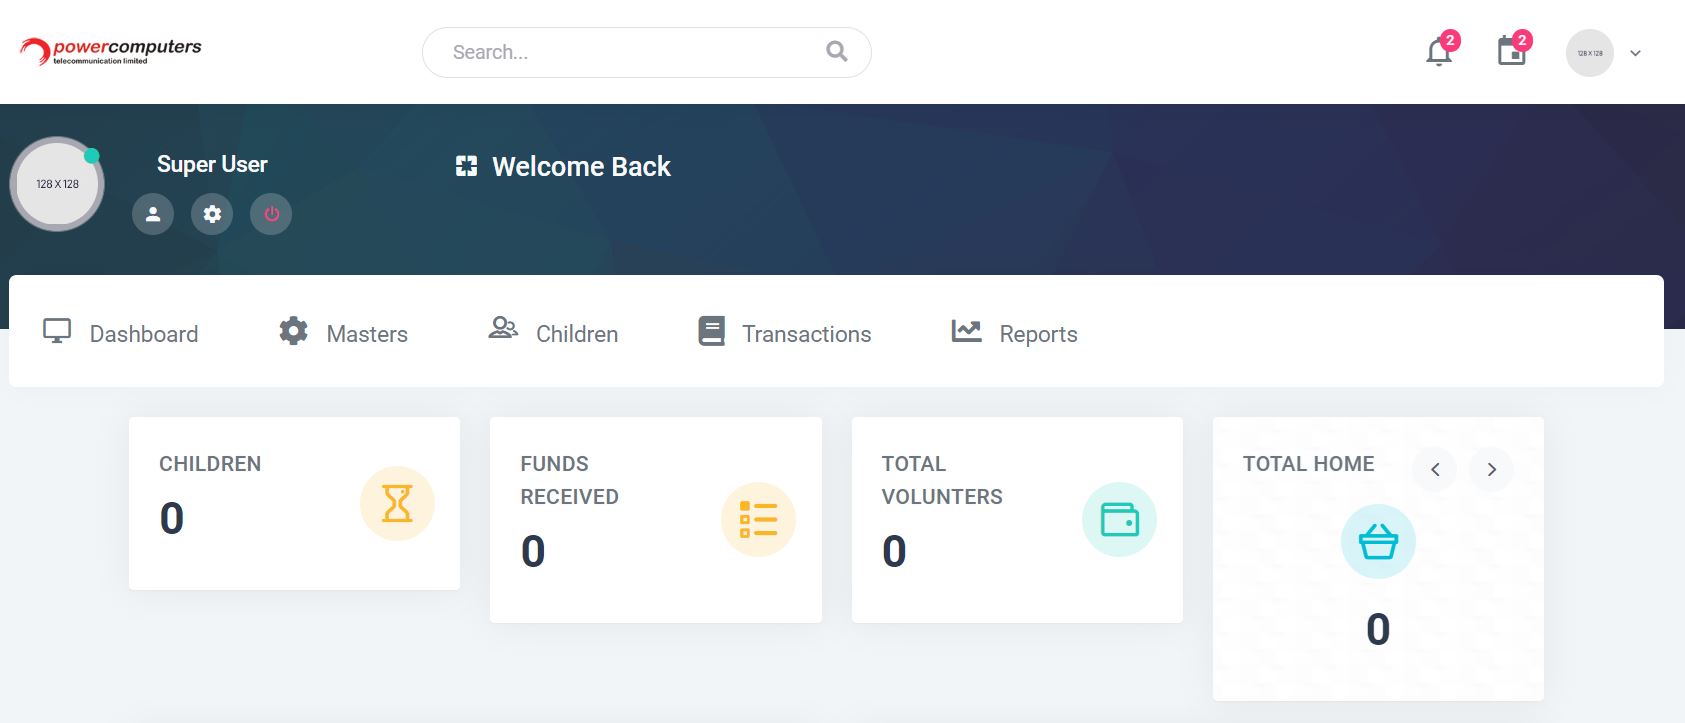 powercomputers
telecommunication limited
Search...
2
2
128 X 128
128 X 128
Super User
Welcome Back
Dashboard
Masters
Children
Transactions
Reports
CHILDREN
0
FUNDS
RECEIVED
0
TOTAL
VOLUNTERS
0
TOTAL HOME
0